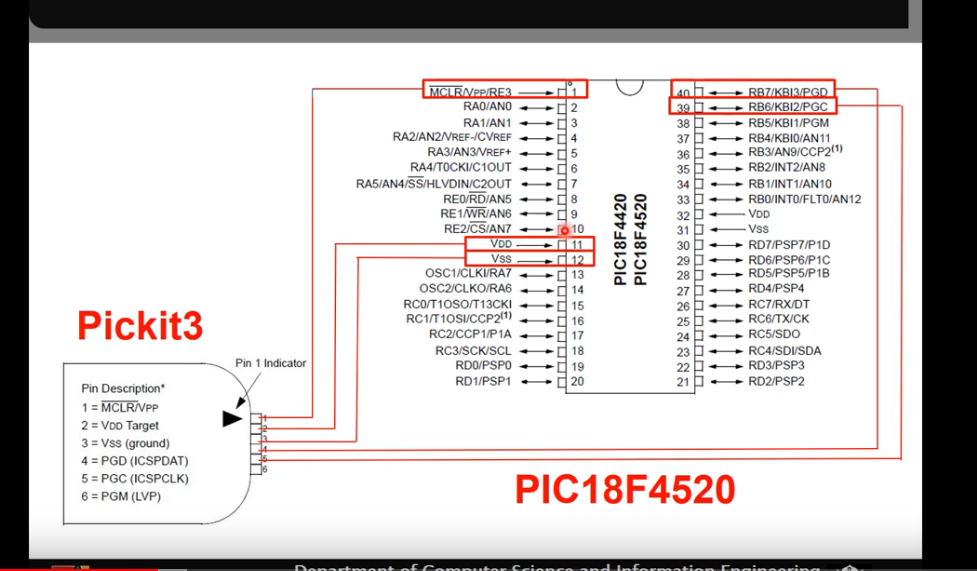 MCLR/VPP/RE3
RA0/AN0
RA1/AN1
RA2/AN2/VREF-/CVREF
RA3/AN3/VREF+
RA4/T0CKI/C1OUT
RA5/AN4/SS/HLVDIN/C2OUT
RE0/RD/AN5
RE1/WR/AN6
RE2/CS/AN7
VDD
VSS
OSC1/CLKI/RA7
OSC2/CLKO/RA6
RC0/T1OSO/T13CKI
RC1/T1OSI/CCP2(1)
RC2/CCP1/P1A
RC3/SCK/SCL
RD0/PSP0
RD1/PSP1
1
2
3
4
5
6
7
8
9
10
11
12
13
14
15
16
17
18
19
20
PIC18F4420
PIC18F4520
40
39
38
37
36
35
34
33
32
31
30
29
28
27
26
25
24
23
22
21
RB7/KBI3/PGD
RB6/KBI2/PGC
RB5/KBI1/PGM
RB4/KBI0/AN11
RB3/AN9/CCP2(1)
RB2/INT2/AN8
RB1/INT1/AN10
RB0/INT0/FLT0/AN12
VDD
VSS
RD7/PSP7/P1D
RD6/PSP6/P1C
RD5/PSP5/P1B
RD4/PSP4
RC7/RX/DT
RC6/TX/CK
RC5/SDO
RC4/SDI/SDA
RD3/PSP3
RD2/PSP2
Pickit3
Pin 1 Indicator
Pin Description*
1 = MCLR/VPP
2 = VDD Target
3 = VSS (ground)
4 = PGD (ICSPDAT)
5 = PGC (ICSPCLK)
6 = PGM (LVP)
1
2
3
4
5
6
PIC18F4520
Department of Computer Science and Information Engineering